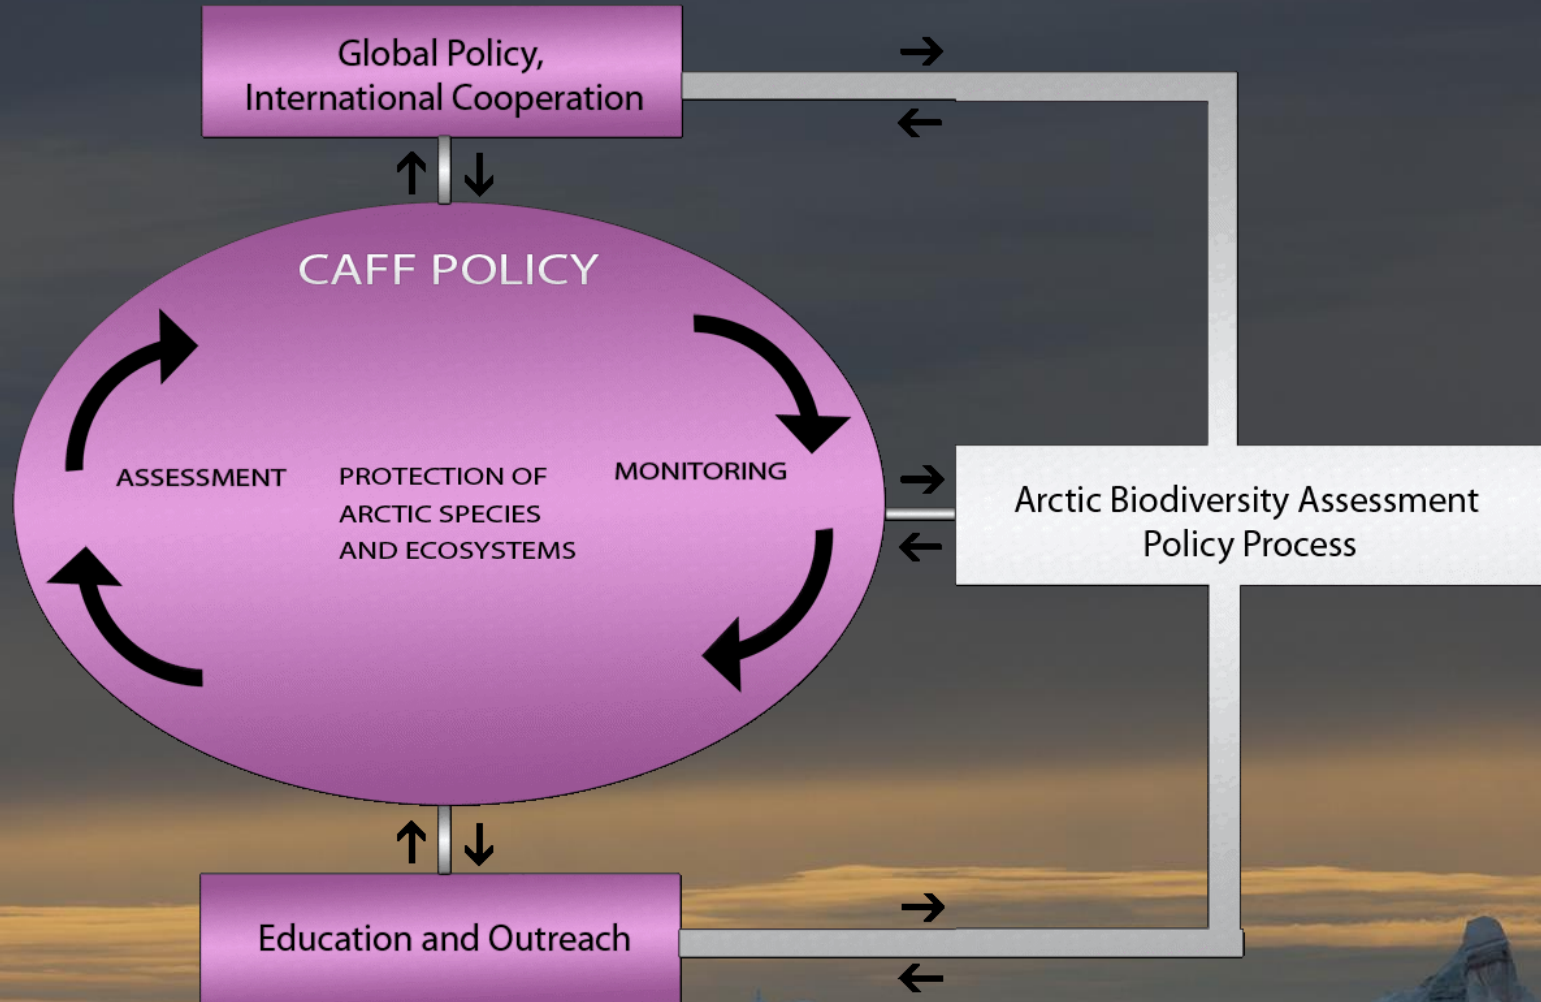 Global Policy,
International Cooperation
CAFF POLICY
ASSESSMENT
PROTECTION OF
ARCTIC SPECIES
AND ECOSYSTEMS
MONITORING
Arctic Biodiversity Assessment
Policy Process
Education and Outreach